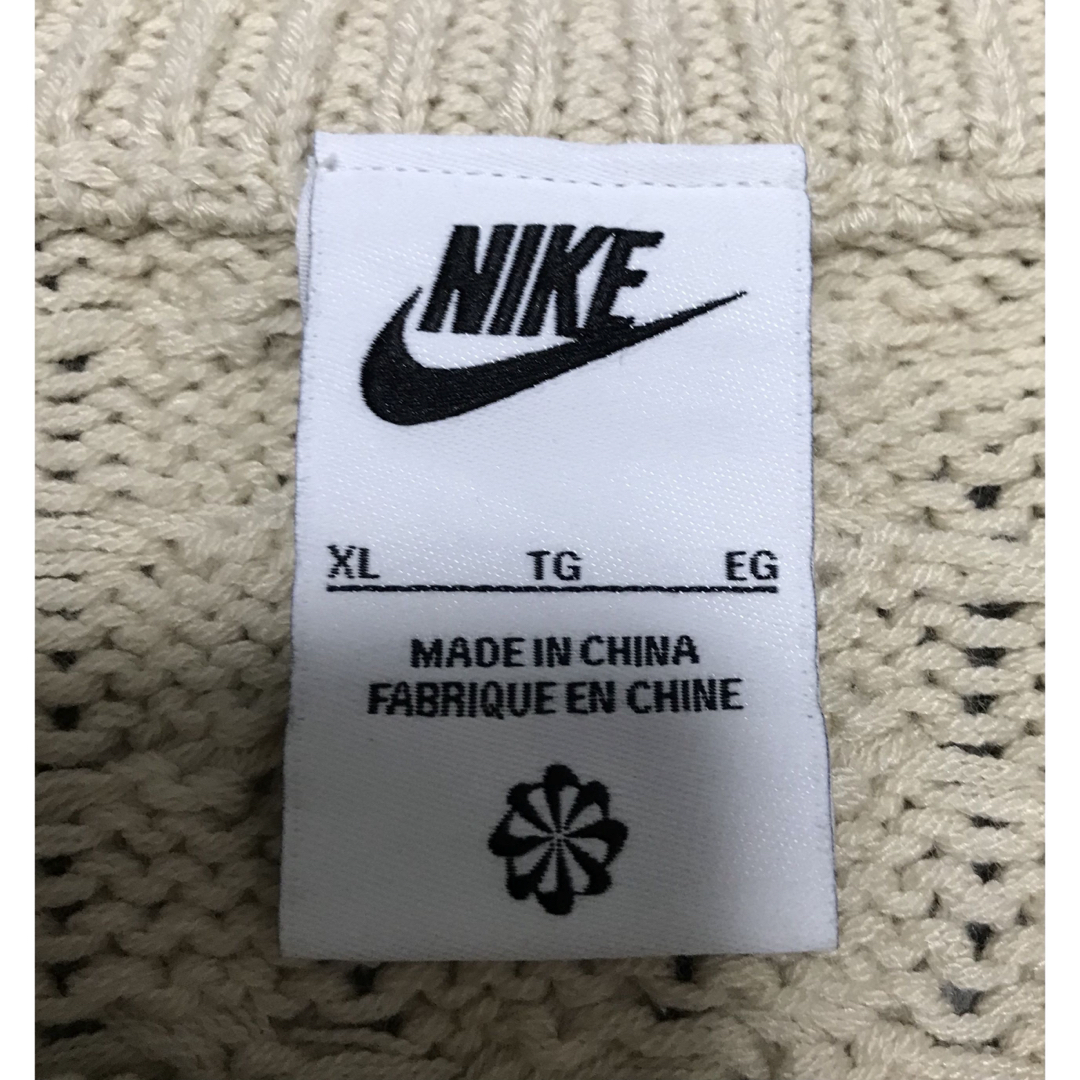 NIKE
XL TG EG
MADE IN CHINA
FABRIQUE EN CHINE